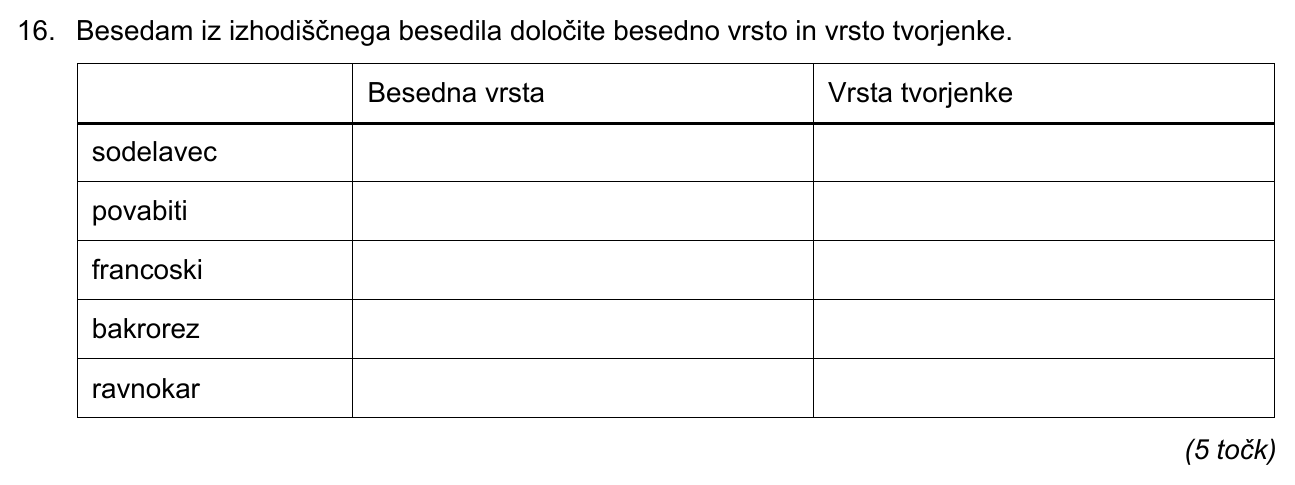 16. Besedam iz izhodiščnega besedila določite besedno vrsto in vrsto tvorjenke.
Besedna vrsta Vrsta tvorjenke
sodelavec
povabiti
francoski
bakrorez
ravnokar
(5 točk)